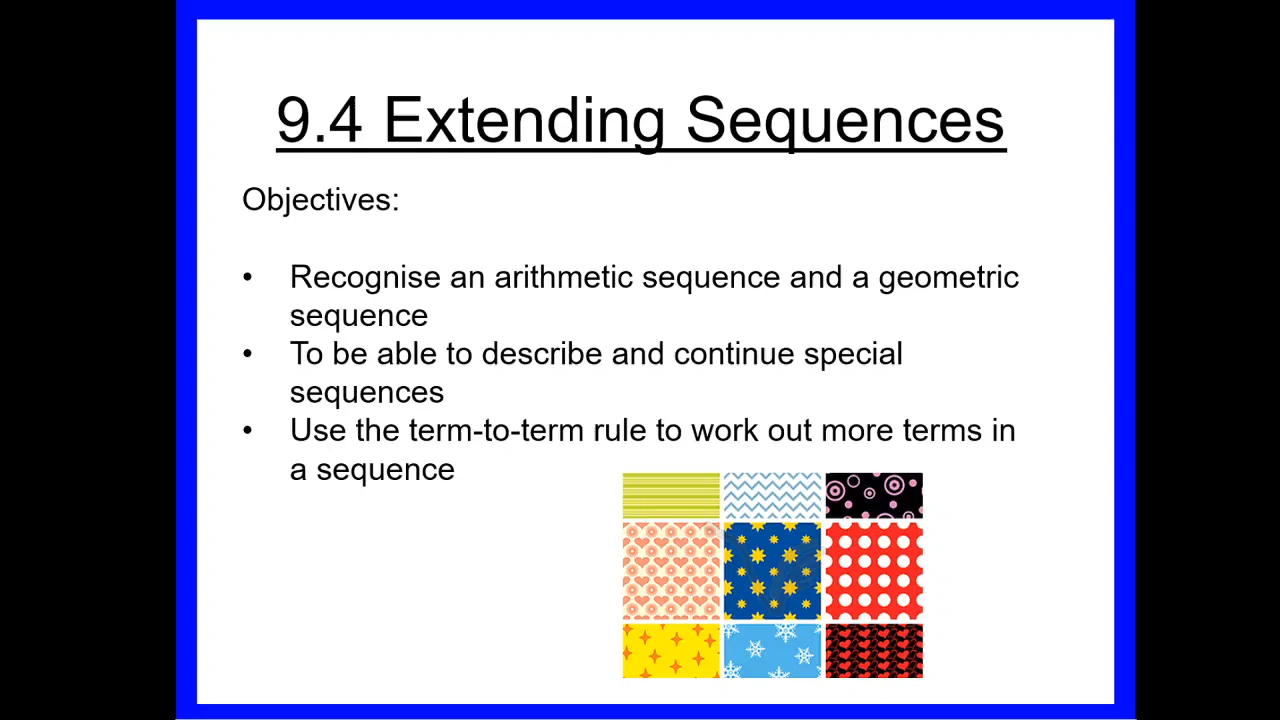 9.4 Extending Sequences
Objectives:
• Recognise an arithmetic sequence and a geometric
sequence
• To be able to describe and continue special
sequences
• Use the term-to-term rule to work out more terms in
a sequence